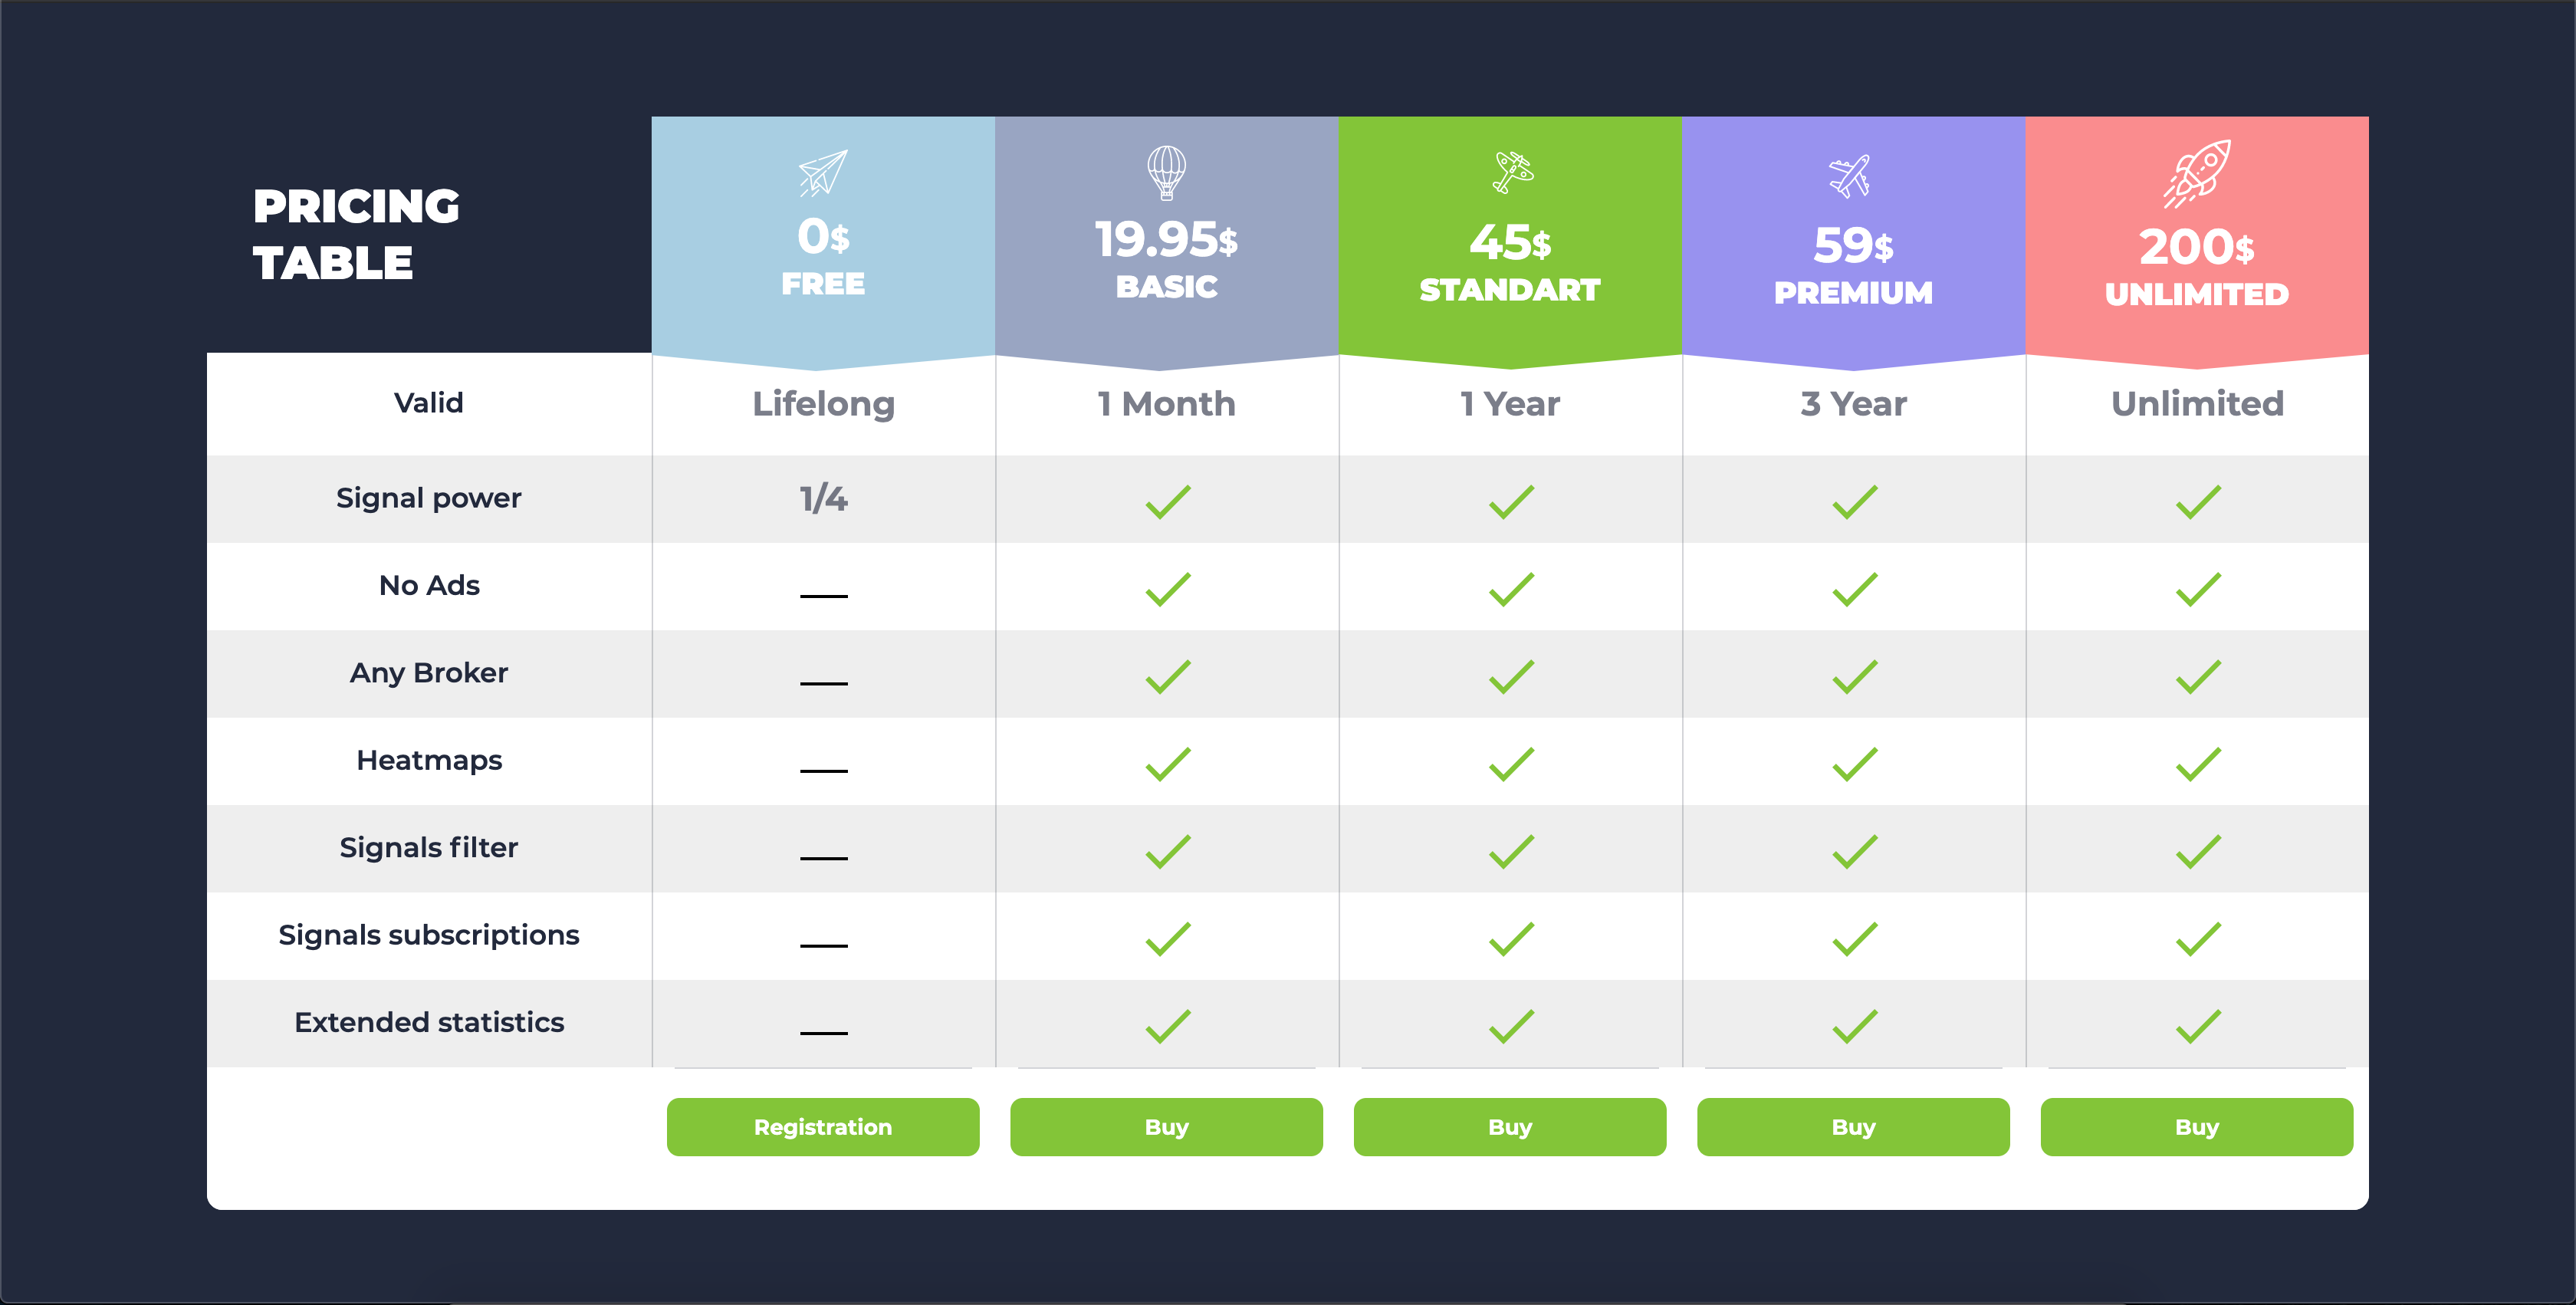 PRICING
TABLE
0$
FREE
19.95$
BASIC
45$
STANDART
59$
PREMIUM
200$
UNLIMITED
Valid Lifelong 1 Month 1 Year 3 Year Unlimited
Signal power 1/4
No Ads
Any Broker
Heatmaps
Signals filter
Signals subscriptions
Extended statistics
Registration Buy Buy Buy Buy